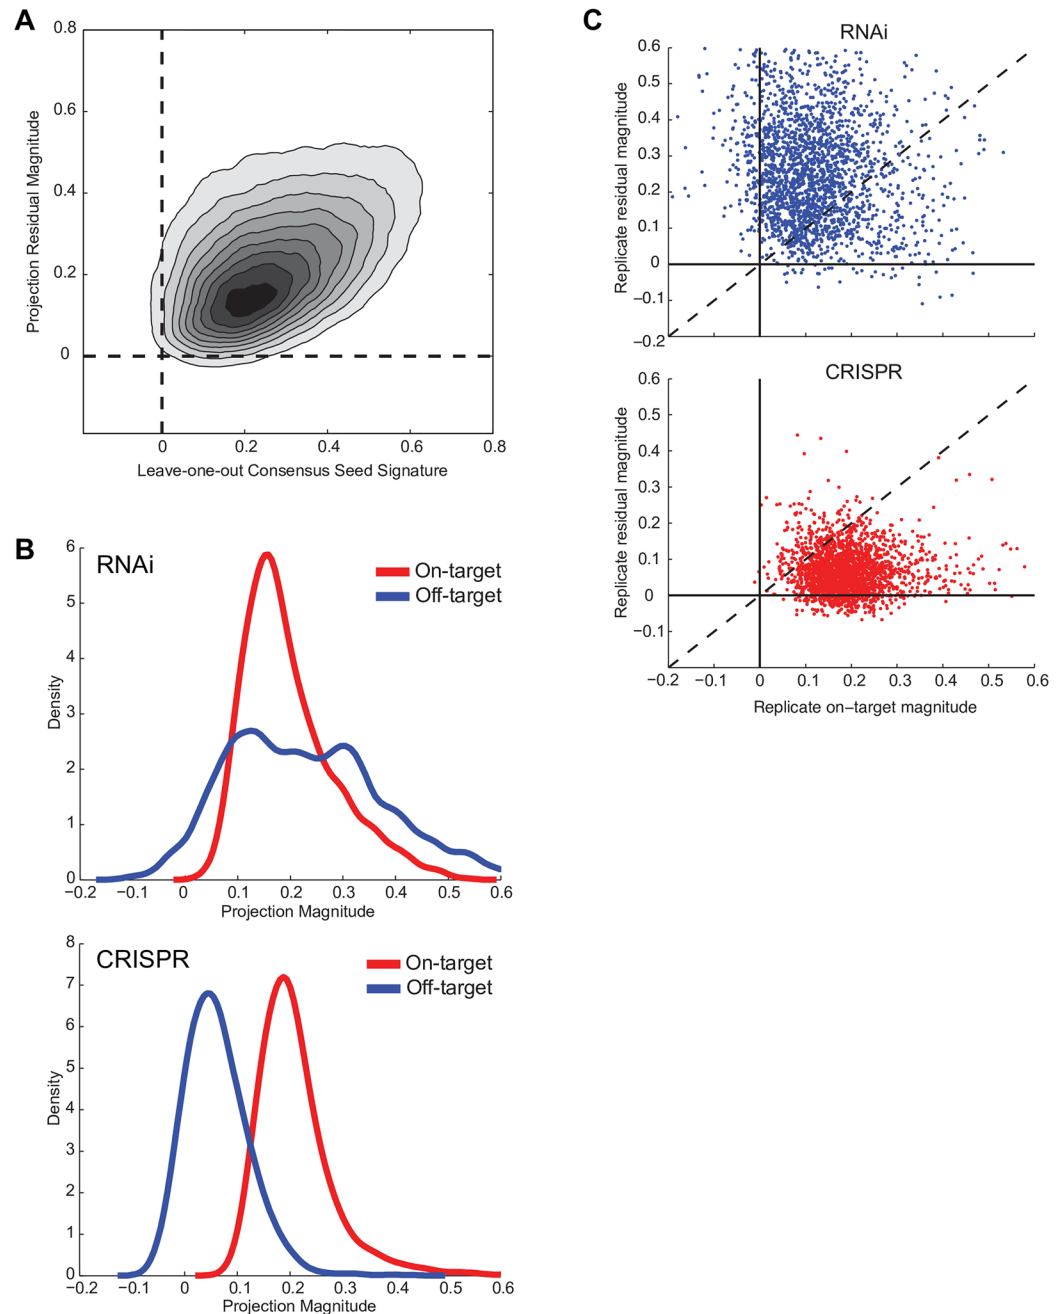 A
0.8
0.6
0.4
0.2
0
Projection Residual Magnitude
0 0.2 0.4 0.6 0.8
Leave-one-out Consensus Seed Signature
B
RNAi
On-target
Off-target
6
5
4
3
2
1
0
Density
−0.2 −0.1 0 0.1 0.2 0.3 0.4 0.5 0.6
Projection Magnitude
CRISPR
On-target
Off-target
8
7
6
5
4
3
2
1
0
Density
−0.2 −0.1 0 0.1 0.2 0.3 0.4 0.5 0.6
Projection Magnitude
C
RNAi
0.6
0.5
0.4
0.3
0.2
0.1
0
−0.1
−0.2
Replicate residual magnitude
CRISPR
0.6
0.5
0.4
0.3
0.2
0.1
0
−0.1
Replicate residual magnitude
−0.2 −0.1 0 0.1 0.2 0.3 0.4 0.5 0.6
Replicate on−target magnitude